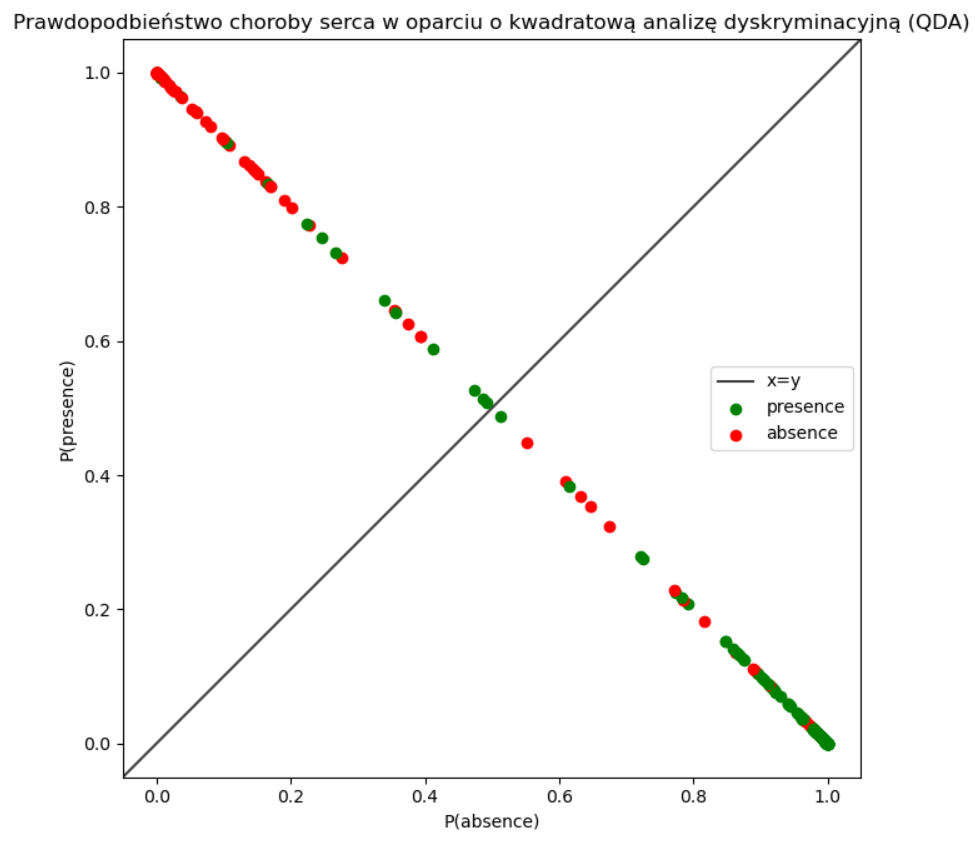 Prawdopodbieństwo choroby serca w oparciu o kwadratową analizę dyskryminacyjną (QDA)
1.0
0.8
0.6
0.4
0.2
0.0
P(presence)
x=y
presence
absence
0.0 0.2 0.4 0.6 0.8 1.0
P(absence)